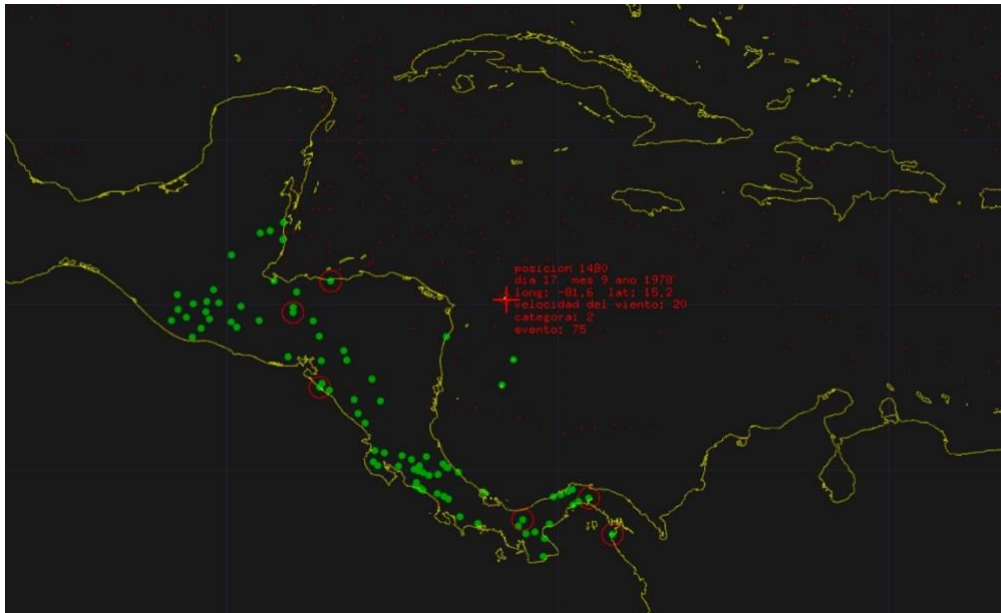 posicion 1480
dia 17 mes 9 ano 1978
long: -81,6 lat: 15,2
velocidad del viento: 20
categora: 2
evento: 75